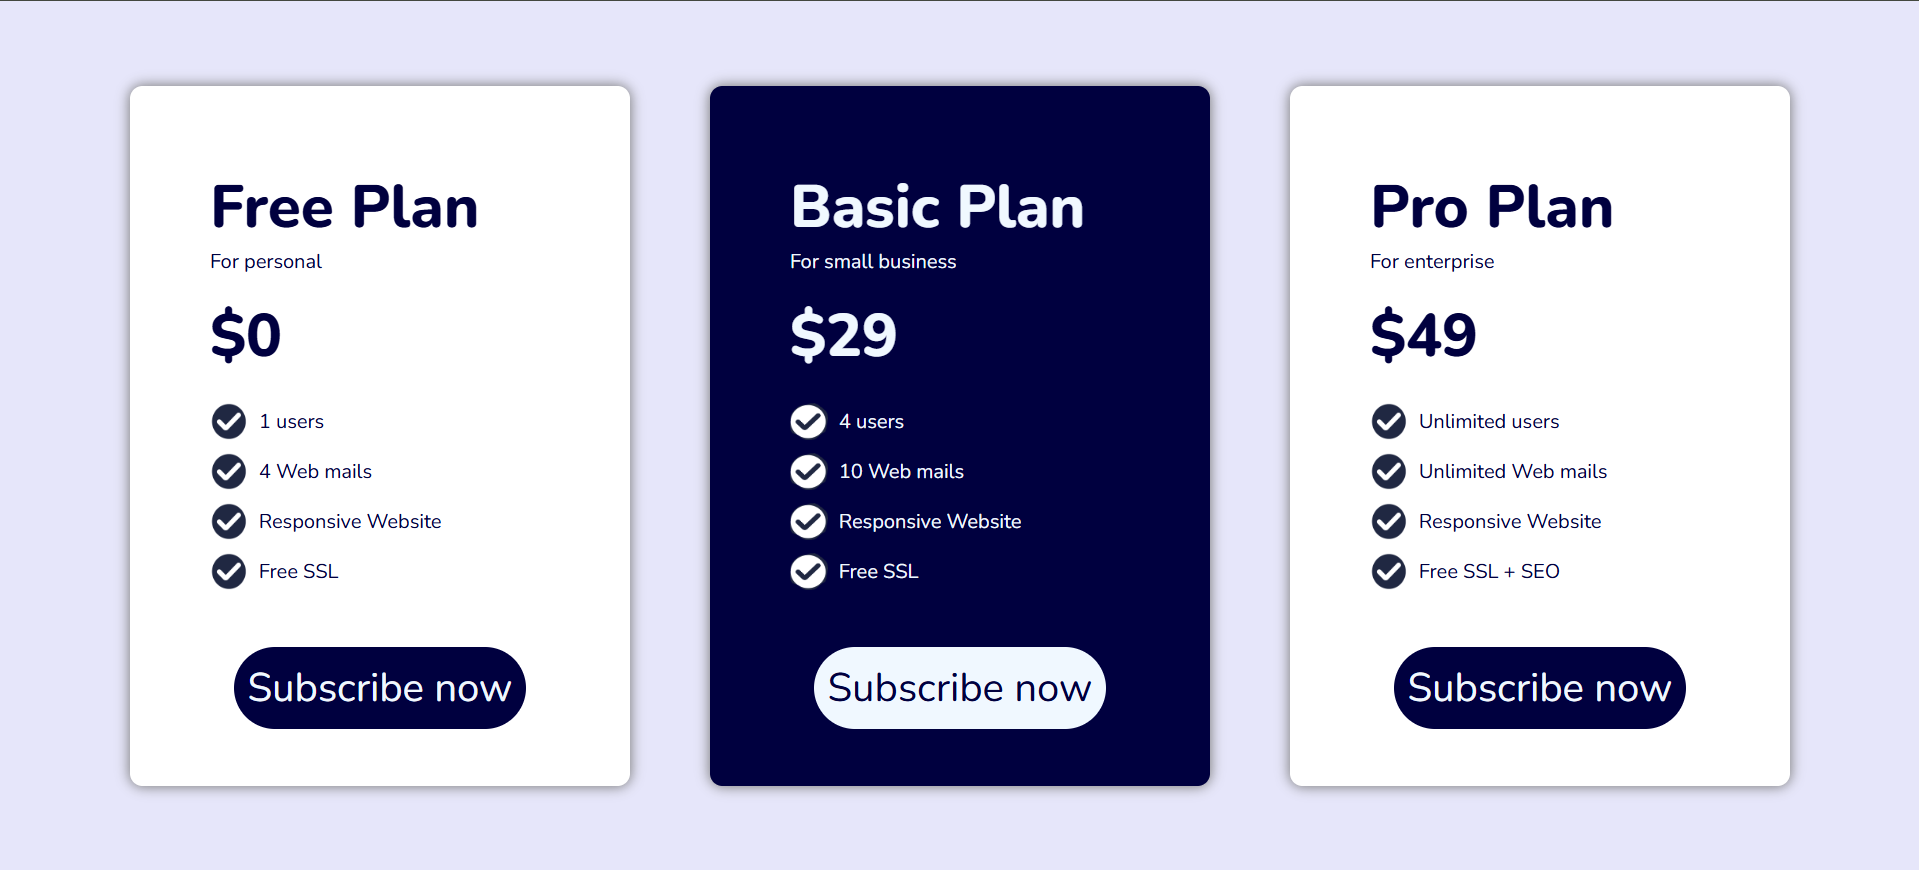 Free Plan
For personal
$0
1 users
4 Web mails
Responsive Website
Free SSL
Subscribe now
Basic Plan
For small business
$29
4 users
10 Web mails
Responsive Website
Free SSL
Subscribe now
Pro Plan
For enterprise
$49
Unlimited users
Unlimited Web mails
Responsive Website
Free SSL + SEO
Subscribe now